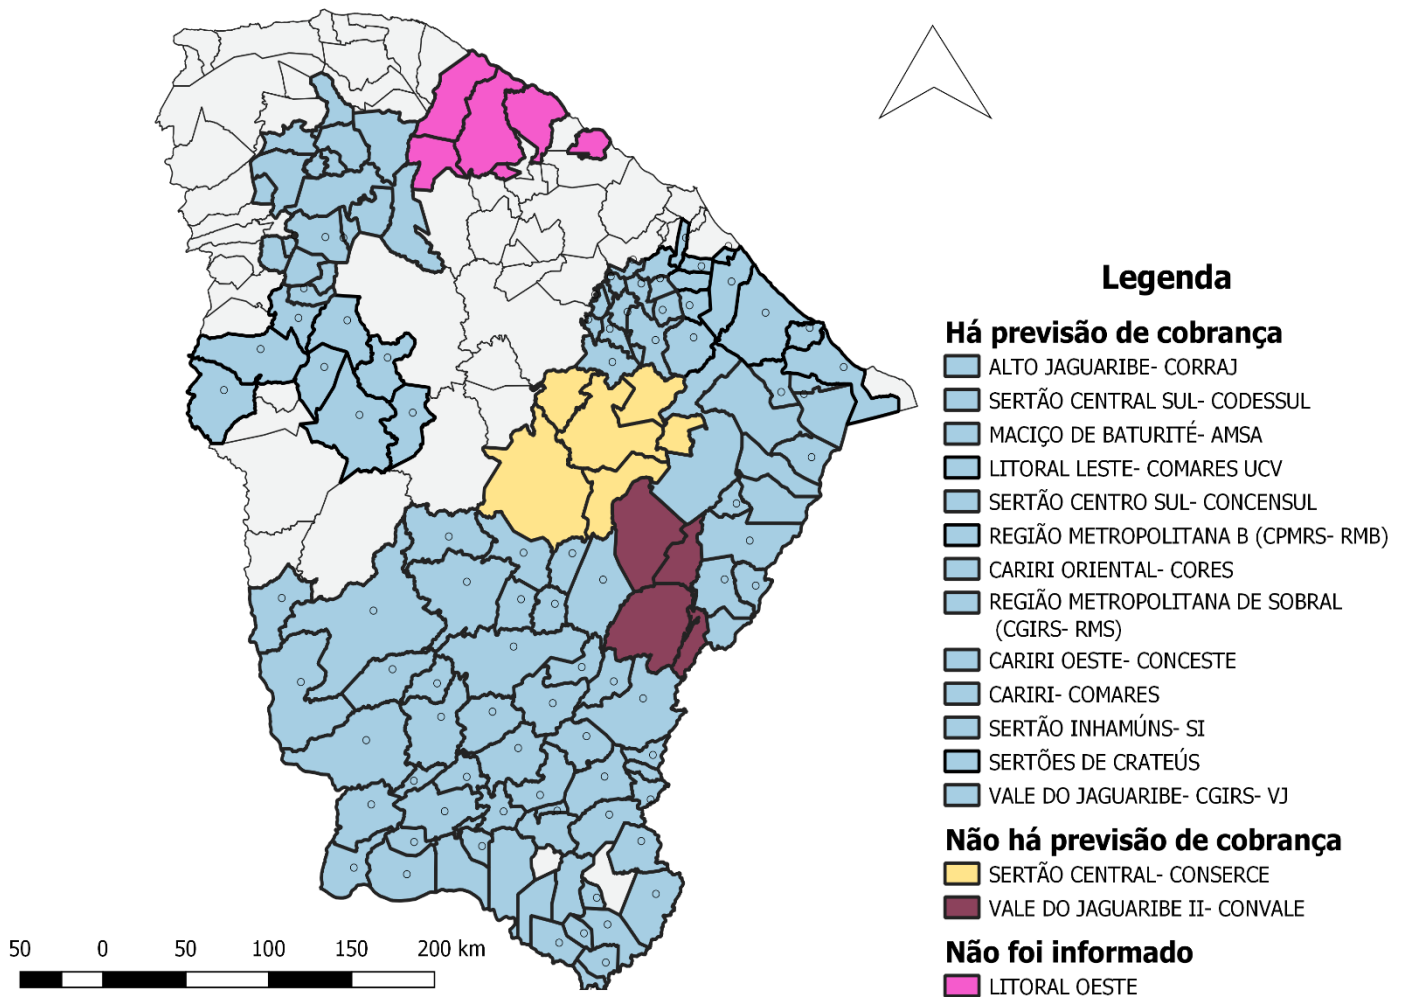 Legenda
Há previsão de cobrança
ALTO JAGUARIBE- CORRAJ
SERTÃO CENTRAL SUL- CODESSUL
MACIÇO DE BATURITÉ- AMSA
LITORAL LESTE- COMARES UCV
SERTÃO CENTRO SUL- CONCENSUL
REGIÃO METROPOLITANA B (CPMRS- RMB)
CARIRI ORIENTAL- CORES
REGIÃO METROPOLITANA DE SOBRAL
(CGIRS- RMS)
CARIRI OESTE- CONCESTE
CARIRI- COMARES
SERTÃO INHAMÚNS- SI
SERTÕES DE CRATEÚS
VALE DO JAGUARIBE- CGIRS- VJ
Não há previsão de cobrança
SERTÃO CENTRAL- CONSERCE
VALE DO JAGUARIBE II- CONVALE
Não foi informado
LITORAL OESTE
50 0 50 100 150 200 km